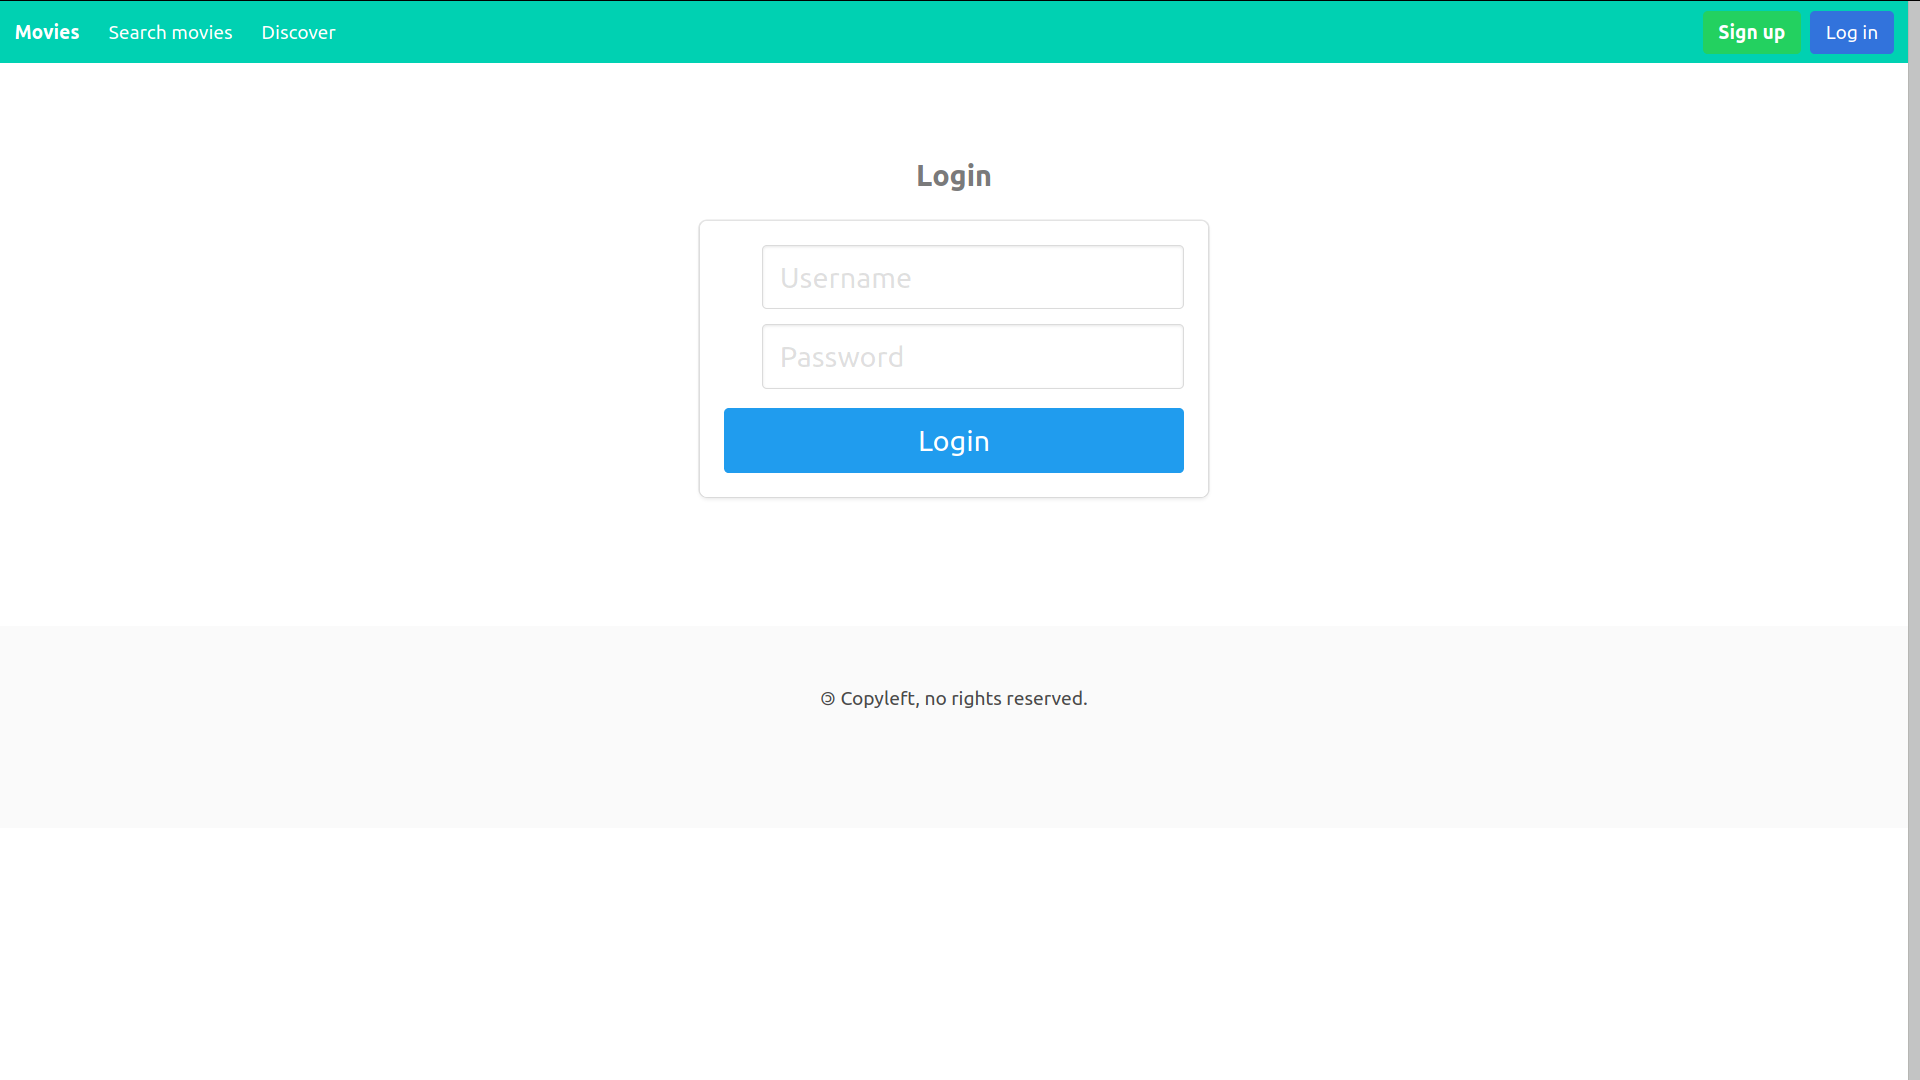 Movies Search movies Discover Sign up Log in
Login
Username
Password
Login
🄯 Copyleft, no rights reserved.